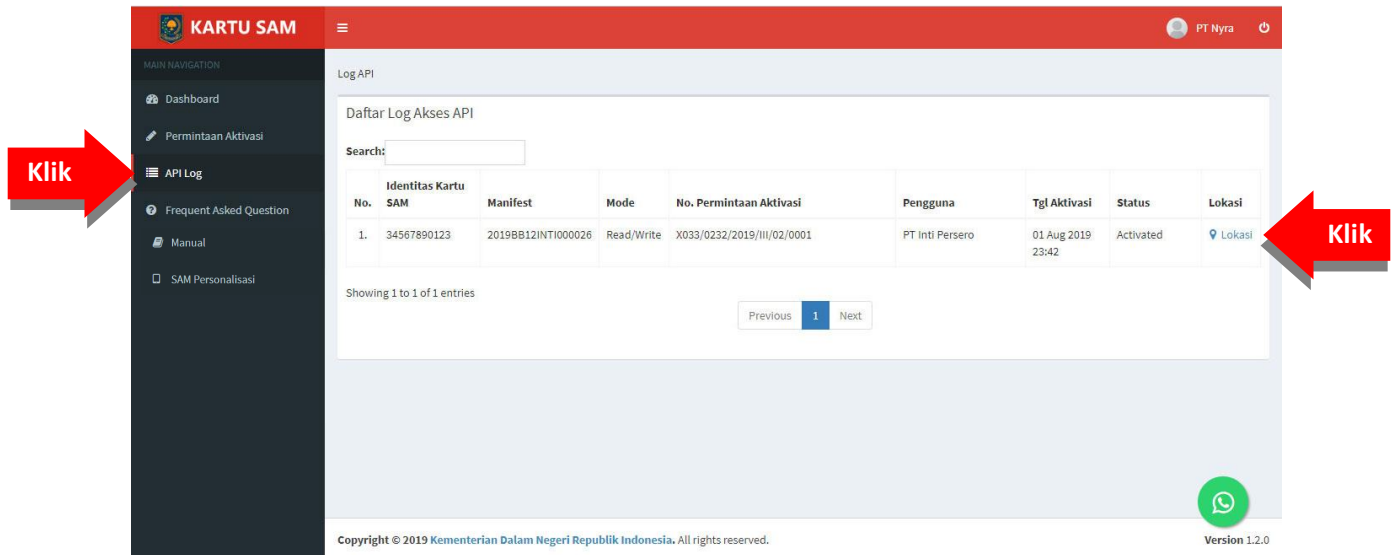 KARTU SAM
PT Nyra
MAIN NAVIGATION
Dashboard
Permintaan Aktivasi
API Log
Frequent Asked Question
Manual
SAM Personalisasi
Klik
Log API
Daftar Log Akses API
Search:
No. Identitas Kartu SAM Manifest Mode No. Permintaan Aktivasi Pengguna Tgl Aktivasi Status Lokasi
1. 34567890123 2019BB12INTI000026 Read/Write X033/0232/2019/III/02/0001 PT Inti Persero 01 Aug 2019 23:42 Activated Lokasi
Klik
Showing 1 to 1 of 1 entries
Previous 1 Next
Copyright © 2019 Kementerian Dalam Negeri Republik Indonesia. All rights reserved.
Version 1.2.0